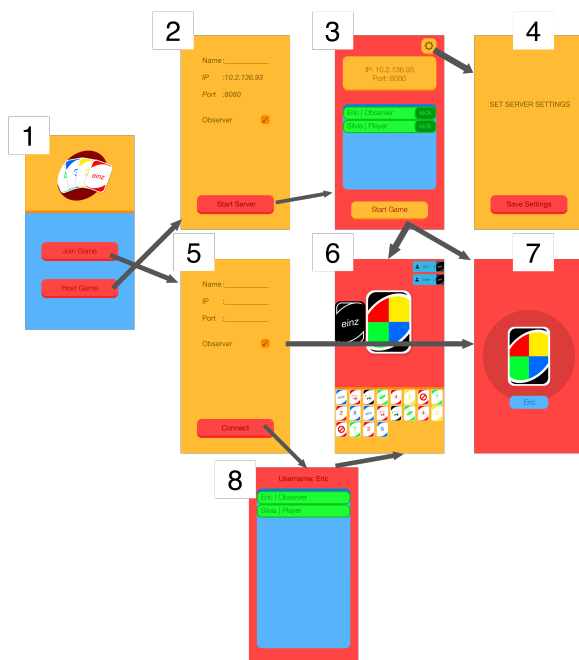 1
Join Game
Host Game
2
Name :
IP :10.2.136.93
Port :8080
Observer
Start Server
3
IP: 10.2.136.93
Port: 8080
Eric | Observer KICK
Silvia | Player KICK
Start Game
4
SET SERVER SETTINGS
Save Settings
5
Name :
IP :
Port :
Observer
Connect
6
einz
7
Eric
8
Username: Eric
Eric | Observer
Silvia | Player